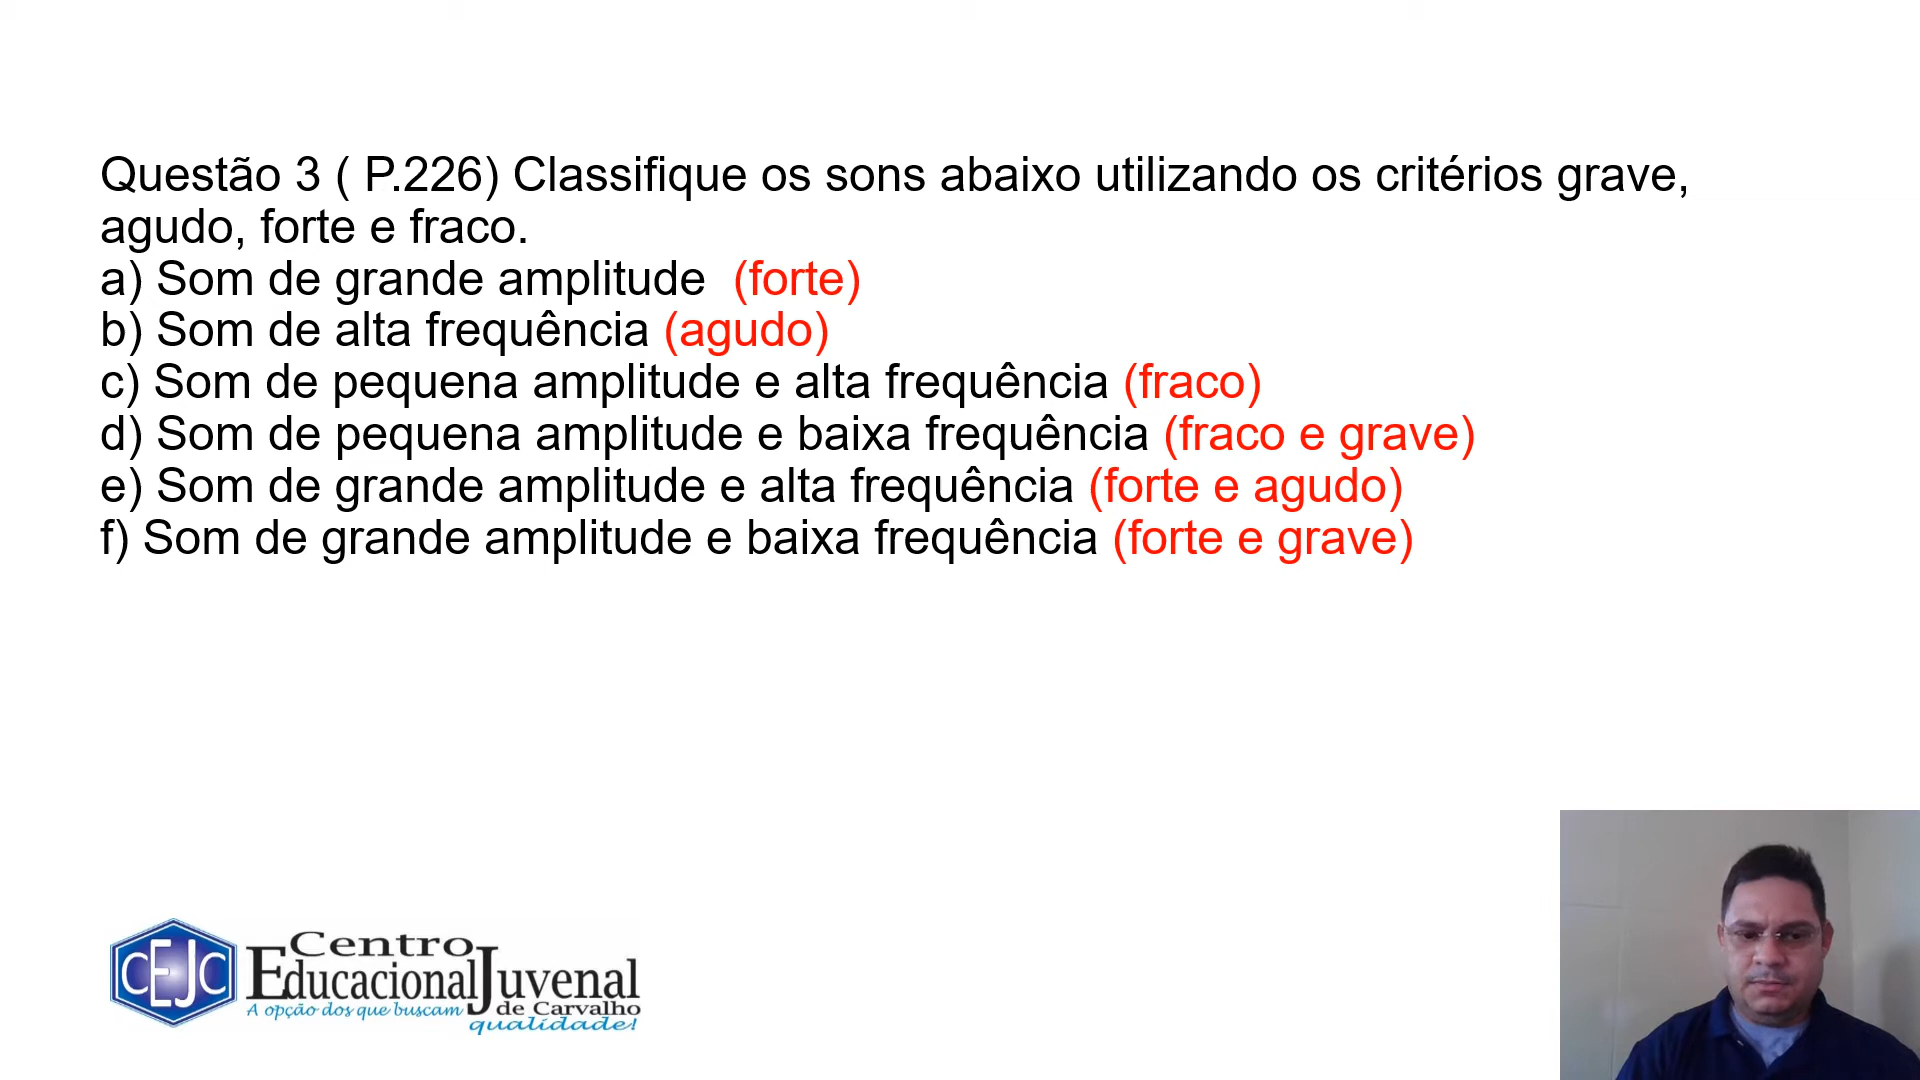 Questão 3 ( P.226) Classifique os sons abaixo utilizando os critérios grave,
agudo, forte e fraco.
a) Som de grande amplitude  (forte)
b) Som de alta frequência (agudo)
c) Som de pequena amplitude e alta frequência (fraco)
d) Som de pequena amplitude e baixa frequência (fraco e grave)
e) Som de grande amplitude e alta frequência (forte e agudo)
f) Som de grande amplitude e baixa frequência (forte e grave)
CEJC
Centro
Educacional Juvenal
de Carvalho
A opção dos que buscam
qualidade!